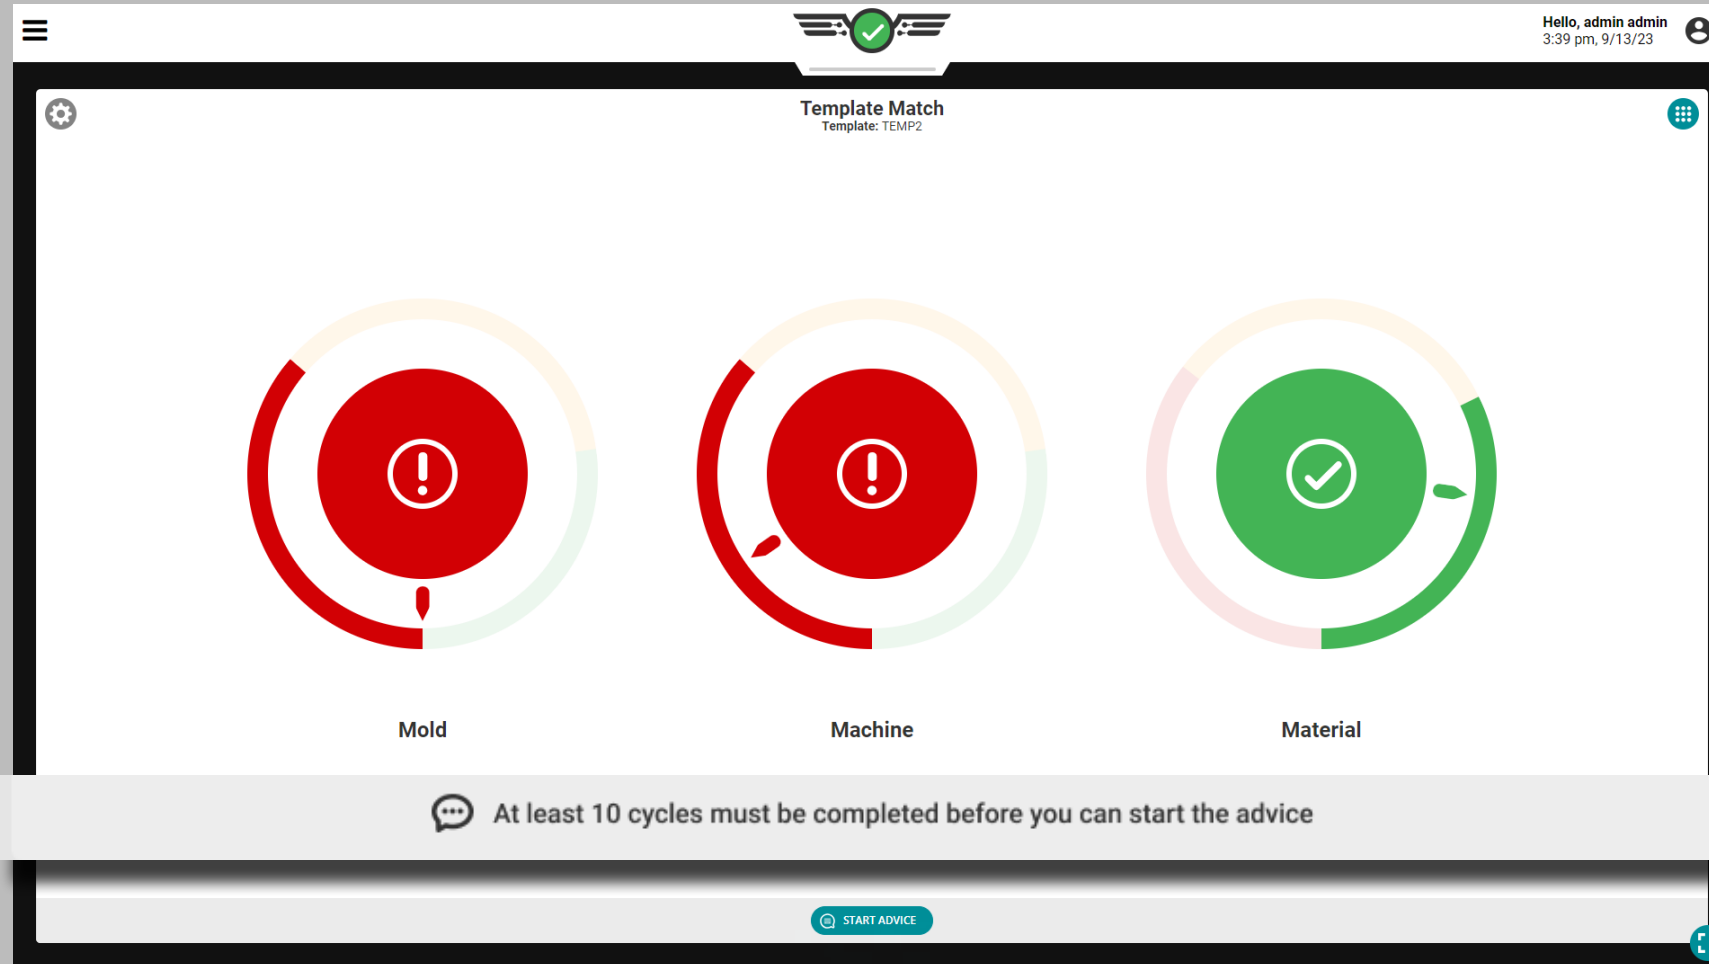 Hello, admin admin
3:39 pm, 9/13/23
Template Match
Template: TEMP2
Mold
Machine
Material
At least 10 cycles must be completed before you can start the advice
START ADVICE